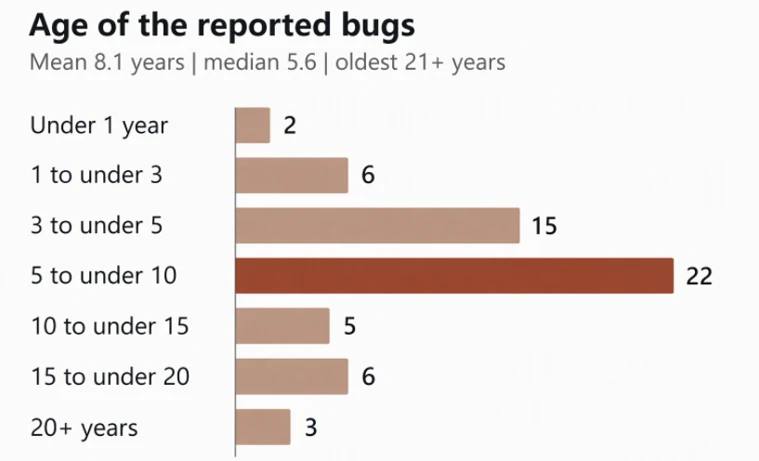 Age of the reported bugs
Mean 8.1 years | median 5.6 | oldest 21+ years
Under 1 year 2
1 to under 3 6
3 to under 5 15
5 to under 10 22
10 to under 15 5
15 to under 20 6
20+ years 3